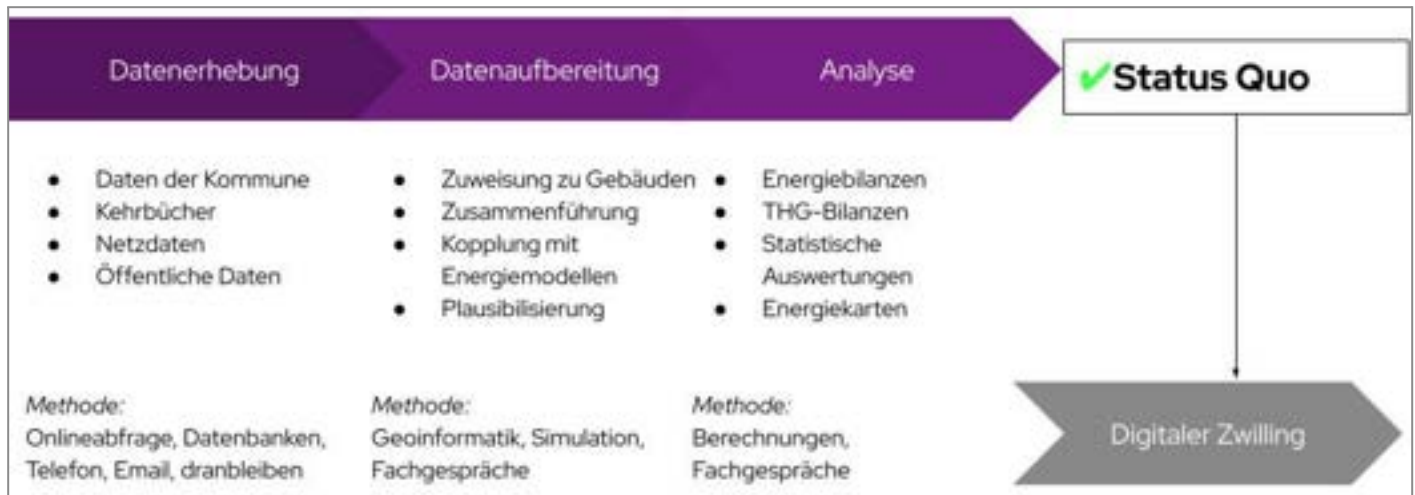 Datenerhebung
Datenaufbereitung
Analyse
✔Status Quo
● Daten der Kommune
● Kehrbücher
● Netzdaten
● Öffentliche Daten
● Zuweisung zu Gebäuden
● Zusammenführung
● Kopplung mit
Energiemodellen
● Plausibilisierung
● Energiebilanzen
● THG-Bilanzen
● Statistische
Auswertungen
● Energiekarten
Methode:
Onlineabfrage, Datenbanken,
Telefon, Email, dranbleiben
Methode:
Geoinformatik, Simulation,
Fachgespräche
Methode:
Berechnungen,
Fachgespräche
Digitaler Zwilling